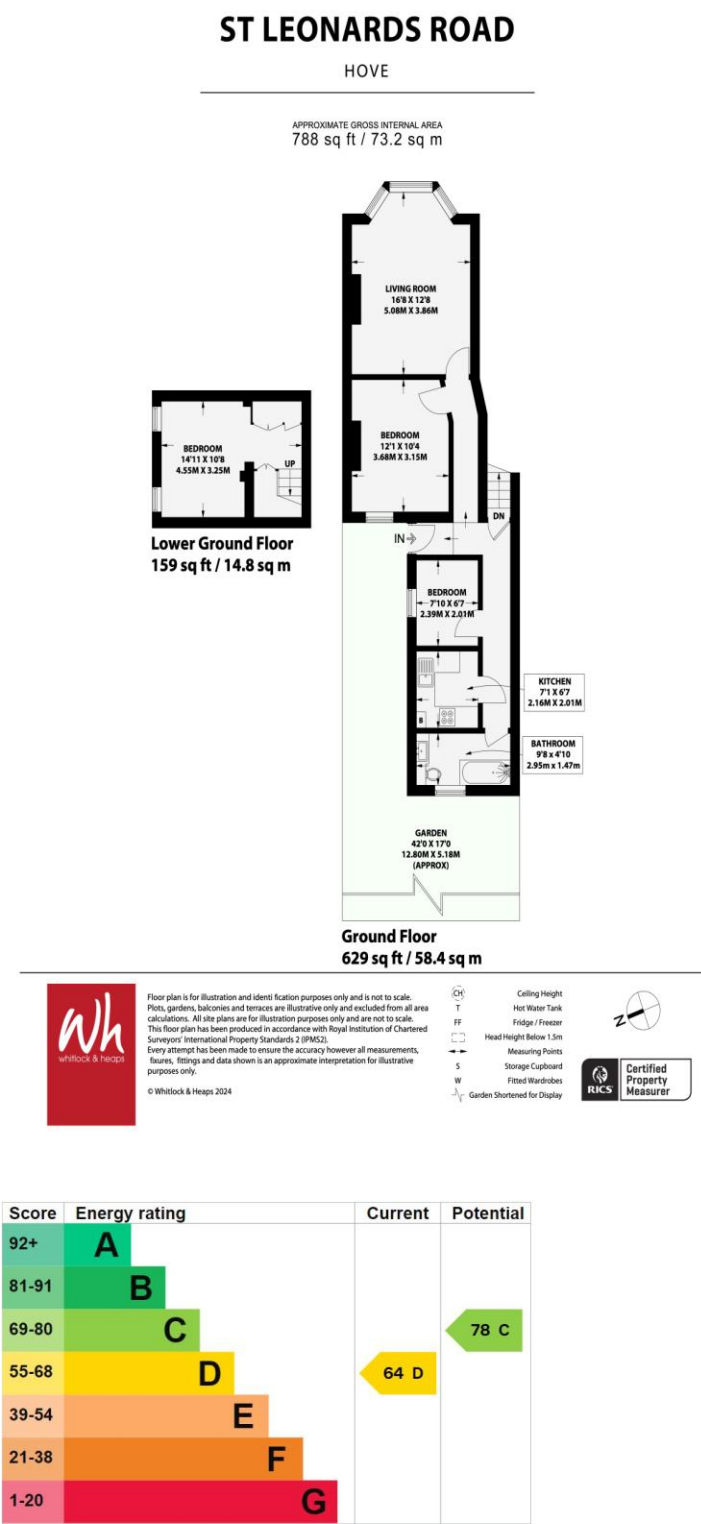 ST LEONARDS ROAD
HOVE
APPROXIMATE GROSS INTERNAL AREA
788 sq ft / 73.2 sq m
LIVING ROOM
16'8 X 12'8
5.08M X 3.86M
BEDROOM
12'1 X 10'4
3.68M X 3.15M
BEDROOM
14'11 X 10'8
4.55M X 3.25M
UP
Lower Ground Floor
159 sq ft / 14.8 sq m
DN
IN
BEDROOM
7'10 X 6'7
2.39M X 2.01M
KITCHEN
7'1 X 6'7
2.16M X 2.01M
B
BATHROOM
9'8 x 4'10
2.95m x 1.47m
GARDEN
42'0 X 17'0
12.80M X 5.18M
(APPROX)
Ground Floor
629 sq ft / 58.4 sq m
Wh
whitlock & heaps
Floor plan is for illustration and identi fication purposes only and is not to scale.
Plots, gardens, balconies and terraces are illustrative only and excluded from all area
calculations. All site plans are for illustration purposes only and are not to scale.
This floor plan has been produced in accordance with Royal Institution of Chartered
Surveyors' International Property Standards 2 (IPMS2).
Every attempt has been made to ensure the accuracy however all measurements,
fixures, fittings and data shown is an approximate interpretation for illustrative
purposes only.
© Whitlock & Heaps 2024
CH Ceiling Height
T Hot Water Tank
FF Fridge / Freezer
Head Height Below 1.5m
Measuring Points
S Storage Cupboard
W Fitted Wardrobes
Garden Shortened for Display
N
RICS
Certified
Property
Measurer
Score Energy rating Current Potential
92+ A
81-91 B
69-80 C 78 C
55-68 D 64 D
39-54 E
21-38 F
1-20 G